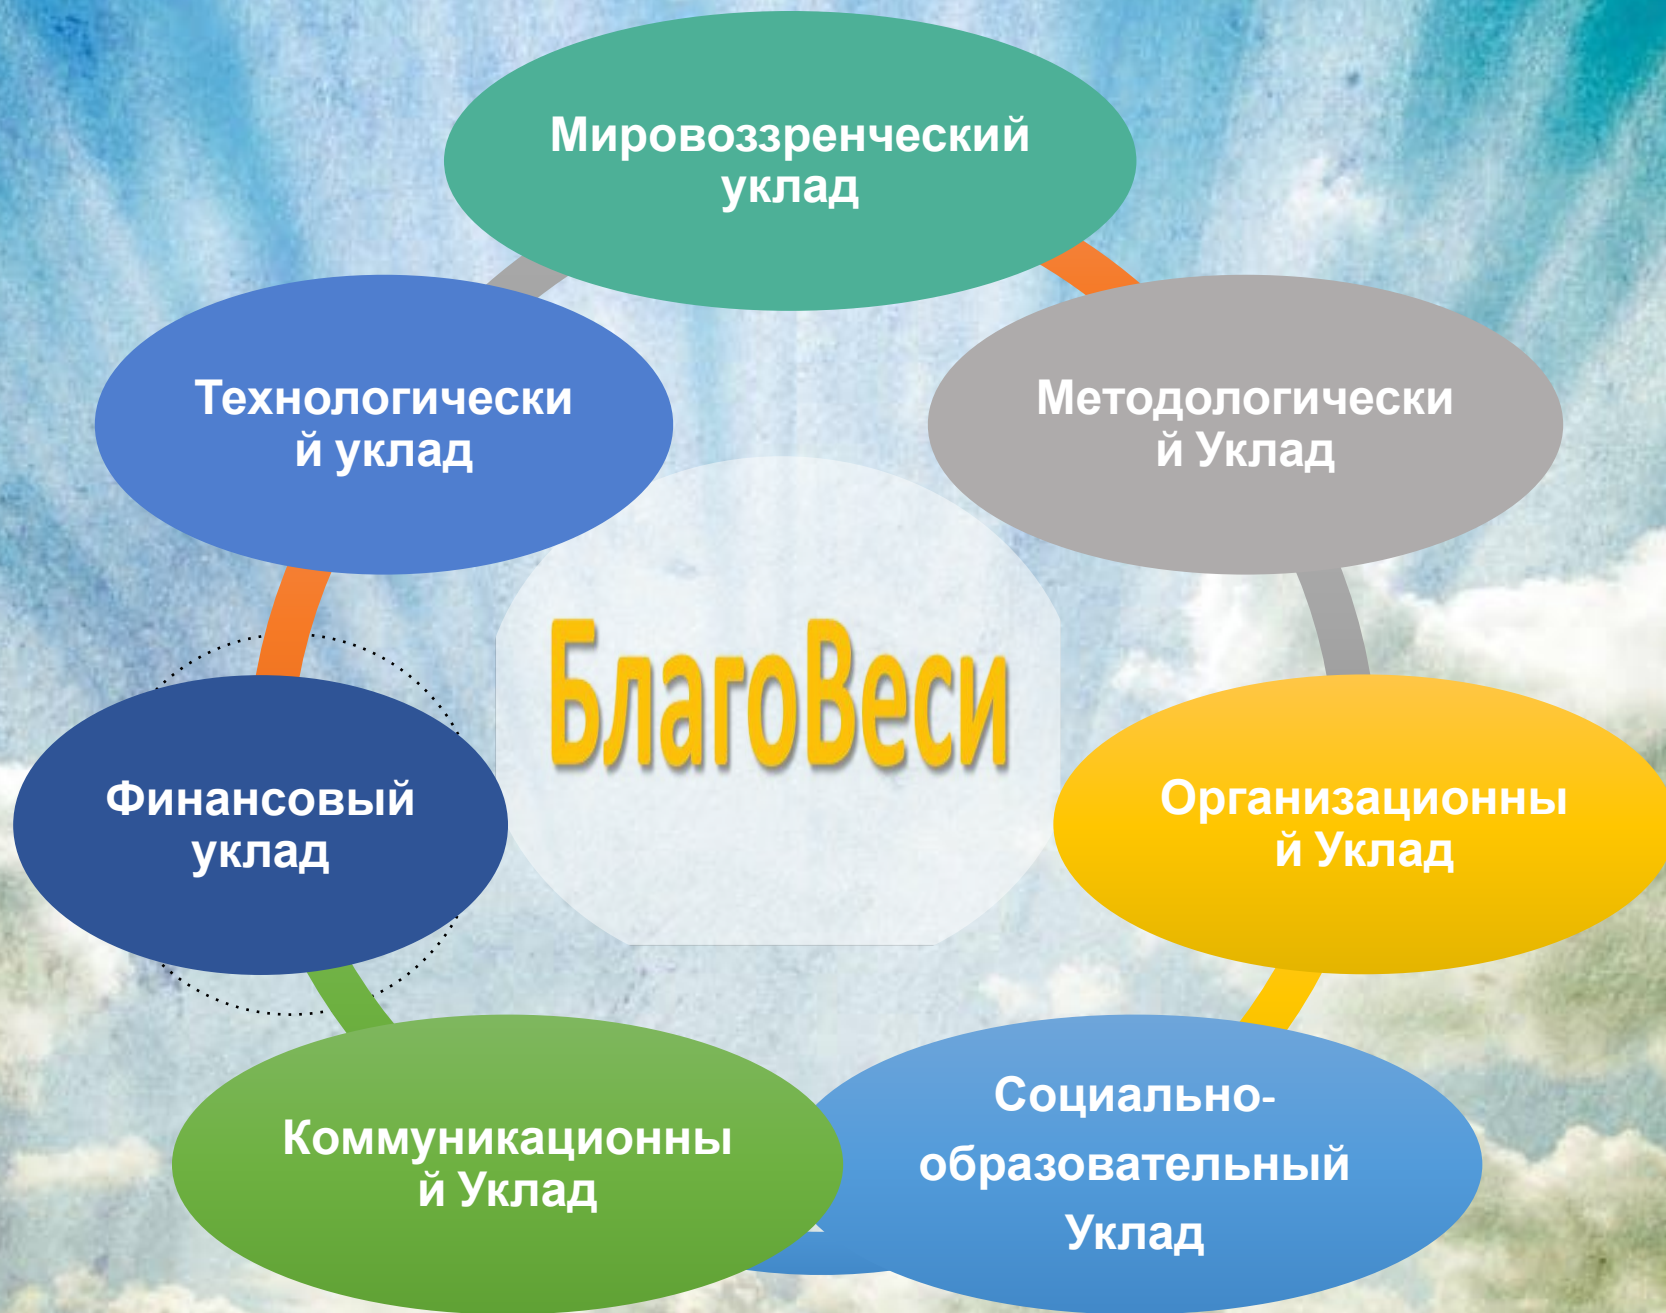 Мировоззренческий
уклад
Технологически
й уклад
Методологически
й Уклад
БлагоВеси
Финансовый
уклад
Организационны
й Уклад
Коммуникационны
й Уклад
Социально-
образовательный
Уклад